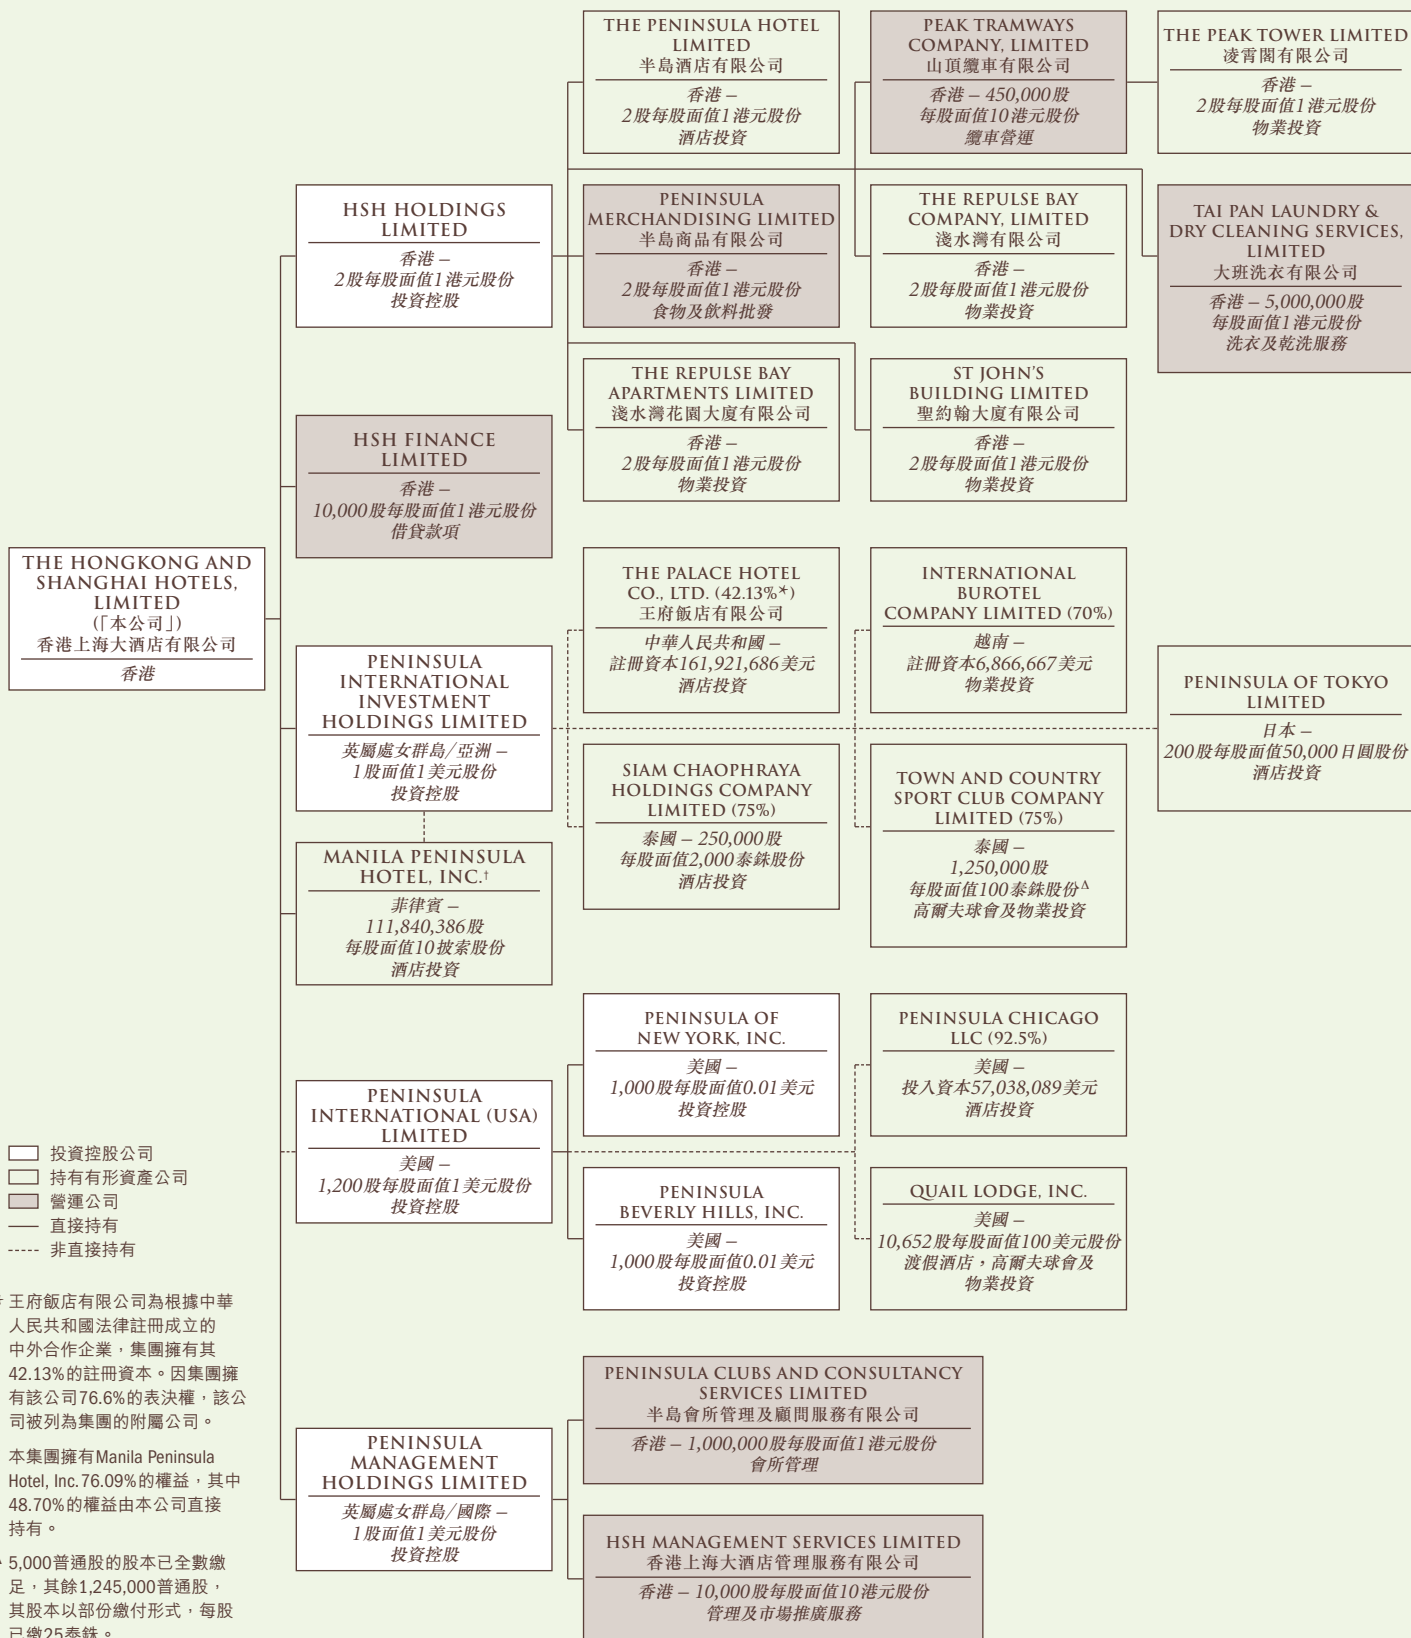 THE PENINSULA HOTEL
LIMITED
半島酒店有限公司
香港 –
2股每股面值1港元股份
酒店投資
PEAK TRAMWAYS
COMPANY, LIMITED
山頂纜車有限公司
香港 – 450,000股
每股面值10港元股份
纜車營運
THE PEAK TOWER LIMITED
凌霄閣有限公司
香港 –
2股每股面值1港元股份
物業投資
HSH HOLDINGS
LIMITED
香港 –
2股每股面值1港元股份
投資控股
PENINSULA
MERCHANDISING LIMITED
半島商品有限公司
香港 –
2股每股面值1港元股份
食物及飲料批發
THE REPULSE BAY
COMPANY, LIMITED
淺水灣有限公司
香港 –
2股每股面值1港元股份
物業投資
TAI PAN LAUNDRY &
DRY CLEANING SERVICES,
LIMITED
大班洗衣有限公司
香港 – 5,000,000股
每股面值1港元股份
洗衣及乾洗服務
THE REPULSE BAY
APARTMENTS LIMITED
淺水灣花園大廈有限公司
香港 –
2股每股面值1港元股份
物業投資
ST JOHN'S
BUILDING LIMITED
聖約翰大廈有限公司
香港 –
2股每股面值1港元股份
物業投資
HSH FINANCE
LIMITED
香港 –
10,000股每股面值1港元股份
借貸款項
THE HONGKONG AND
SHANGHAI HOTELS,
LIMITED
(「本公司」)
香港上海大酒店有限公司
香港
THE PALACE HOTEL
CO., LTD. (42.13%*)
王府飯店有限公司
中華人民共和國 –
註冊資本161,921,686美元
酒店投資
INTERNATIONAL
BUROTEL
COMPANY LIMITED (70%)
越南 –
註冊資本6,866,667美元
物業投資
PENINSULA
INTERNATIONAL
INVESTMENT
HOLDINGS LIMITED
英屬處女群島/亞洲 –
1股面值1美元股份
投資控股
PENINSULA OF TOKYO
LIMITED
日本 –
200股每股面值50,000日圓股份
酒店投資
SIAM CHAOPHRAYA
HOLDINGS COMPANY
LIMITED (75%)
泰國 – 250,000股
每股面值2,000泰銖股份
酒店投資
TOWN AND COUNTRY
SPORT CLUB COMPANY
LIMITED (75%)
泰國 –
1,250,000股
每股面值100泰銖股份Δ
高爾夫球會及物業投資
MANILA PENINSULA
HOTEL, INC.†
菲律賓 –
111,840,386股
每股面值10披索股份
酒店投資
PENINSULA OF
NEW YORK, INC.
美國 –
1,000股每股面值0.01美元
投資控股
PENINSULA CHICAGO
LLC (92.5%)
美國 –
投入資本57,038,089美元
酒店投資
PENINSULA
INTERNATIONAL (USA)
LIMITED
美國 –
1,200股每股面值1美元股份
投資控股
PENINSULA
BEVERLY HILLS, INC.
美國 –
1,000股每股面值0.01美元
投資控股
QUAIL LODGE, INC.
美國 –
10,652股每股面值100美元股份
渡假酒店，高爾夫球會及
物業投資
投資控股公司
持有有形資產公司
營運公司
直接持有
非直接持有
王府飯店有限公司為根據中華
人民共和國法律註冊成立的
中外合作企業，集團擁有其
42.13%的註冊資本。因集團擁
有該公司76.6%的表決權，該公
司被列為集團的附屬公司。
本集團擁有Manila Peninsula
Hotel, Inc. 76.09%的權益，其中
48.70%的權益由本公司直接
持有。
5,000普通股的股本已全數繳
足，其餘1,245,000普通股，
其股本以部份繳付形式，每股
已繳25泰銖。
PENINSULA CLUBS AND CONSULTANCY
SERVICES LIMITED
半島會所管理及顧問服務有限公司
香港 – 1,000,000股每股面值1港元股份
會所管理
PENINSULA
MANAGEMENT
HOLDINGS LIMITED
英屬處女群島/國際 –
1股面值1美元股份
投資控股
HSH MANAGEMENT SERVICES LIMITED
香港上海大酒店管理服務有限公司
香港 – 10,000股每股面值10港元股份
管理及市場推廣服務